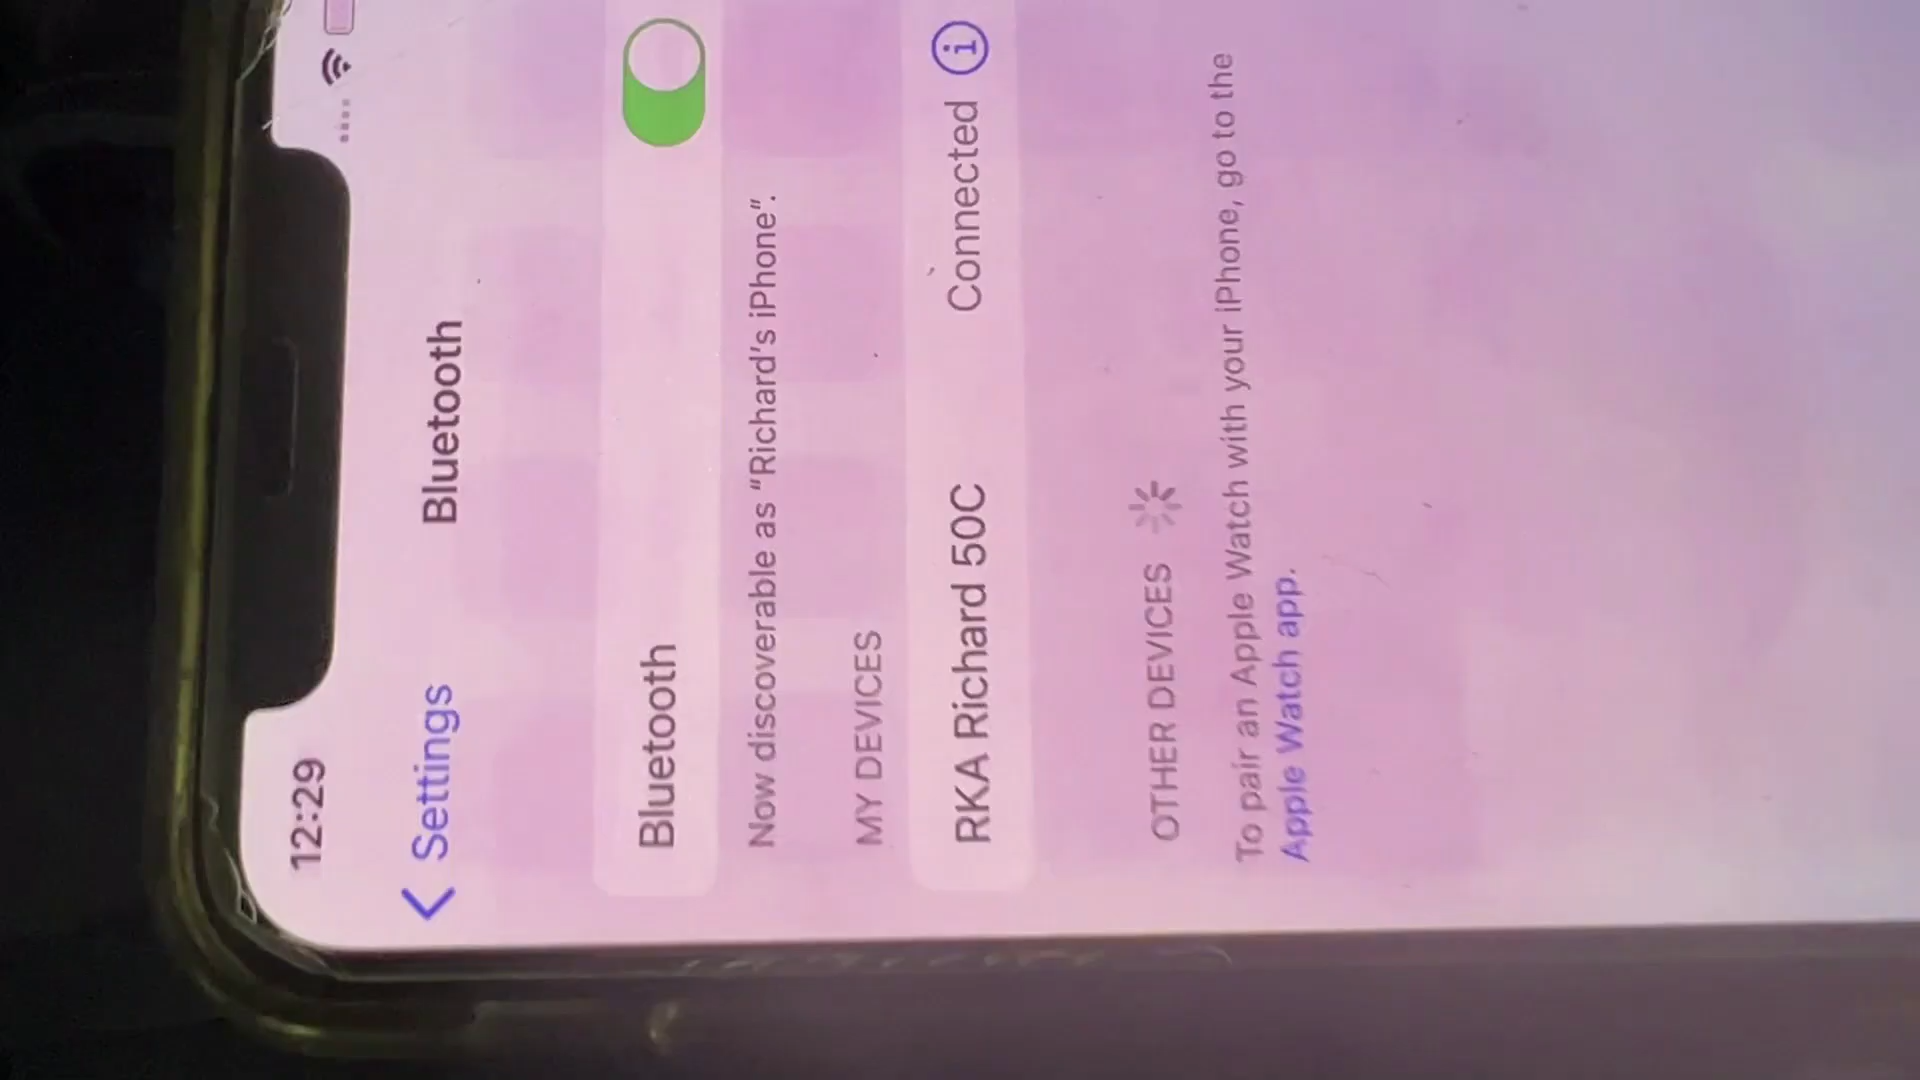 12:29
Settings
Bluetooth
Bluetooth
Now discoverable as "Richard's iPhone".
MY DEVICES
RKA Richard 50C Connected i
OTHER DEVICES
To pair an Apple Watch with your iPhone, go to the
Apple Watch app.